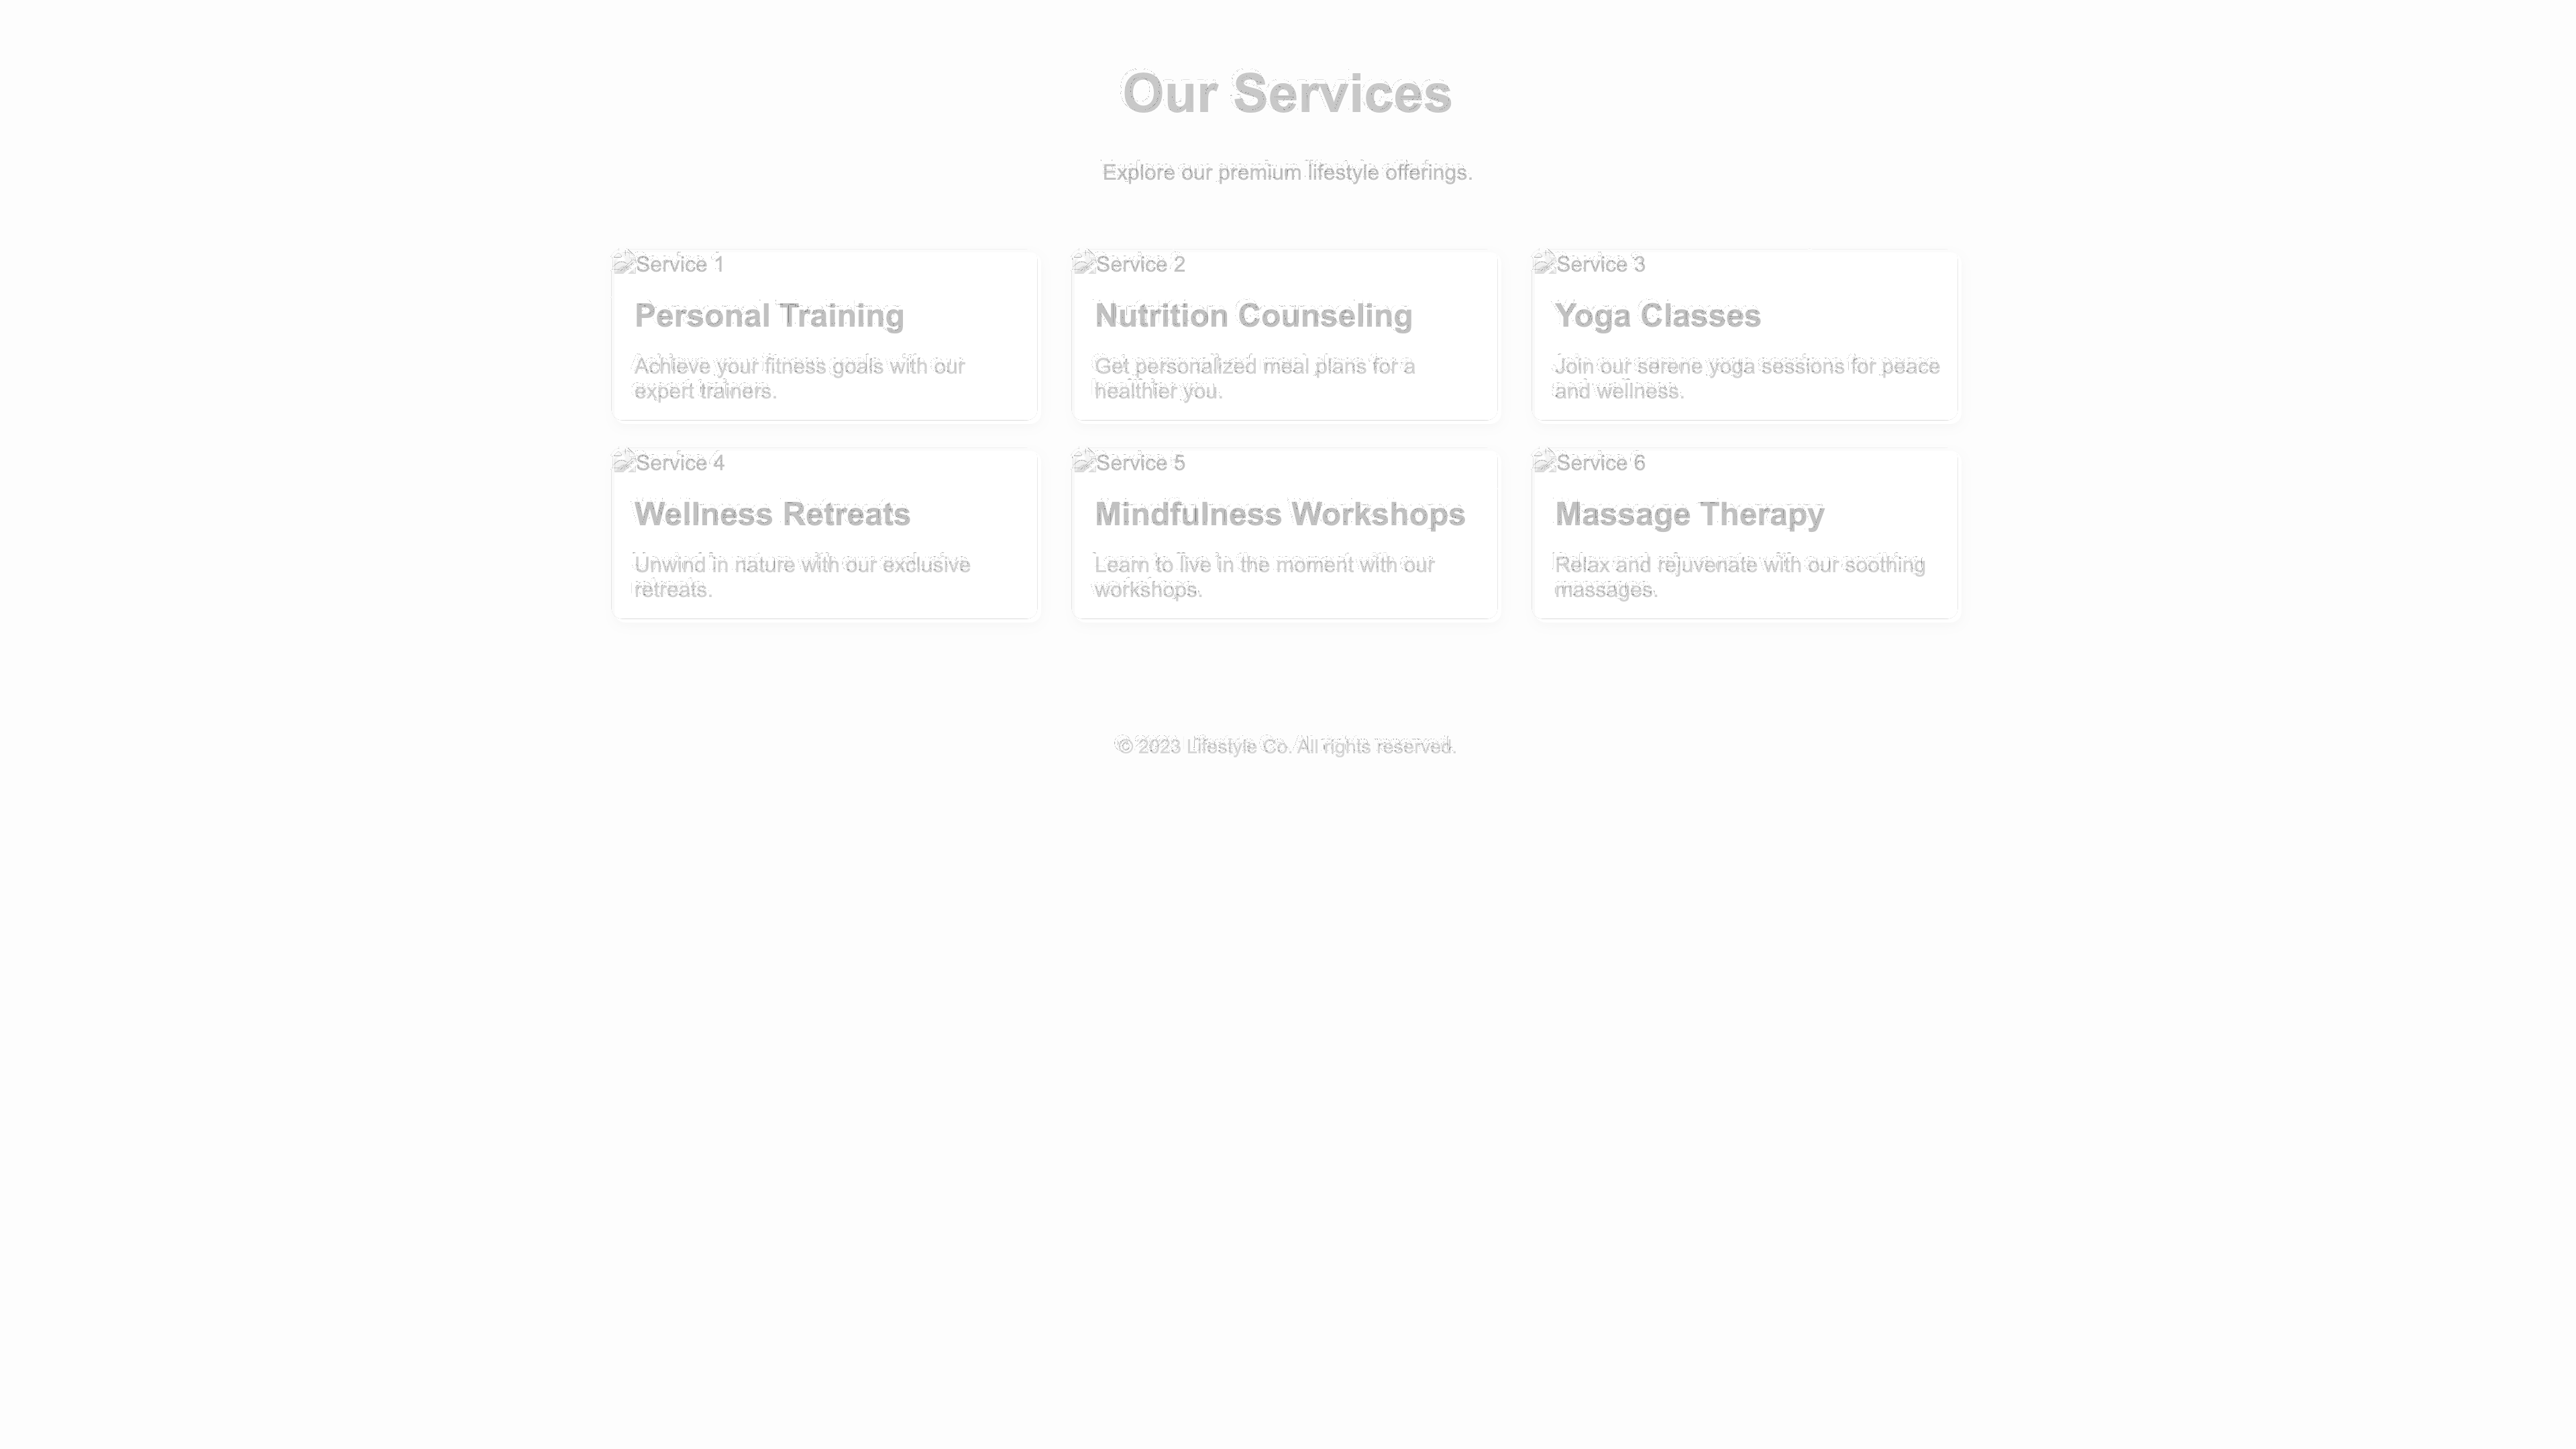 Our Services
Explore our premium lifestyle offerings.
Service 1
Personal Training
Achieve your fitness goals with our
expert trainers.
Service 2
Nutrition Counseling
Get personalized meal plans for a
healthier you.
Service 3
Yoga Classes
Join our serene yoga sessions for peace
and wellness.
Service 4
Wellness Retreats
Unwind in nature with our exclusive
retreats.
Service 5
Mindfulness Workshops
Learn to live in the moment with our
workshops.
Service 6
Massage Therapy
Relax and rejuvenate with our soothing
massages.
© 2023 Lifestyle Co. All rights reserved.